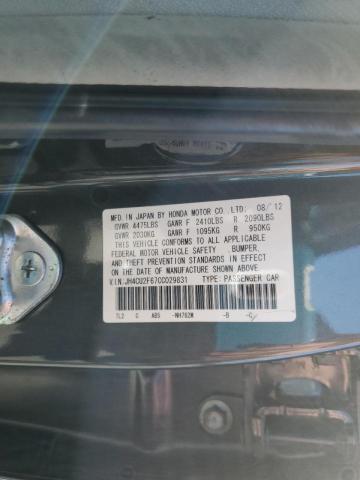 MFD. IN JAPAN BY HONDA MOTOR CO., LTD. 08/12
GVWR 4475LBS GAWR F 2410LBS R 2090LBS
GVWR 2030KG GAWR F 1095KG R 950KG
THIS VEHICLE CONFORMS TO ALL APPLICABLE
FEDERAL MOTOR VEHICLE SAFETY, BUMPER,
AND THEFT PREVENTION STANDARDS IN EFFECT
ON THE DATE OF MANUFACTURE SHOWN ABOVE.
V.I.N: JH4CU2F67CC029831 TYPE: PASSENGER CAR
TL2 C ABS -NH762M -B -C